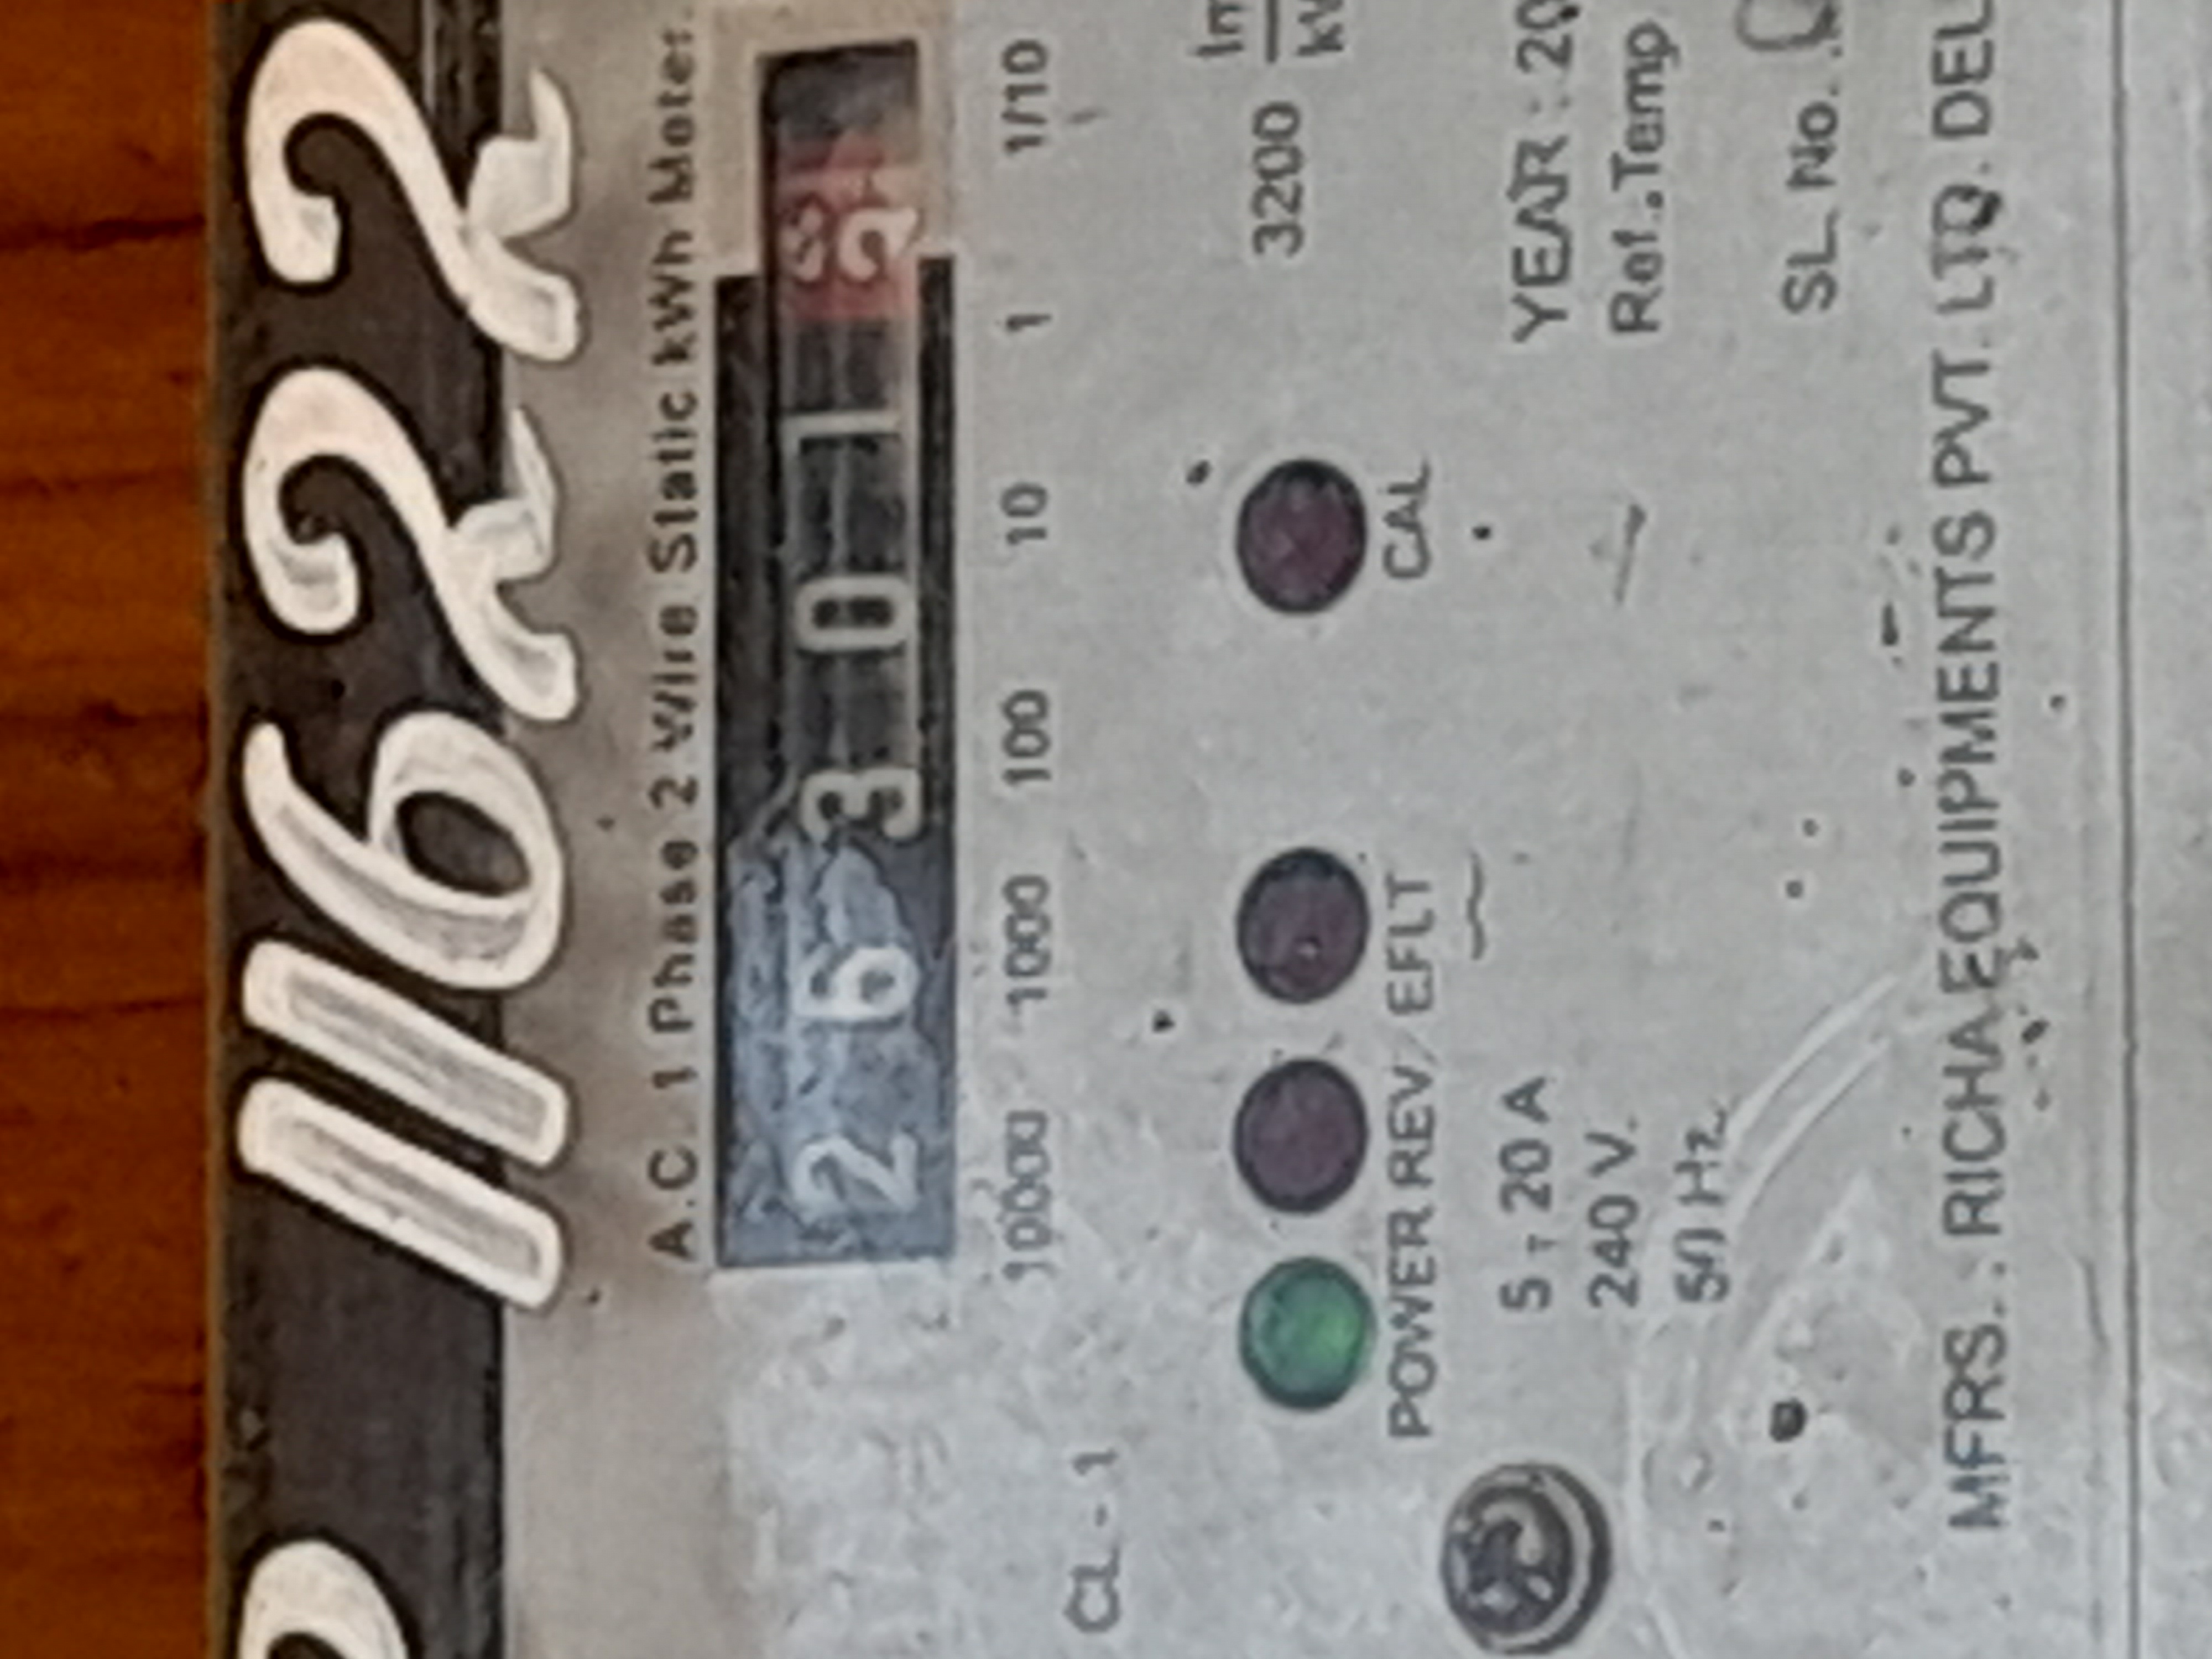 11622
A.C. 1 Phase 2 Wire Static kWh Meter
2 6 3 0 1
10000 1000 100 10 1 1/10
CL - 1
3200
POWER REV/ EFLT CAL
5 - 20 A
240 V.
50 Hz
YEAR : 20
Ref. Temp
SL No.
MFRS. : RICHA EQUIPMENTS PVT. LTD. DEL